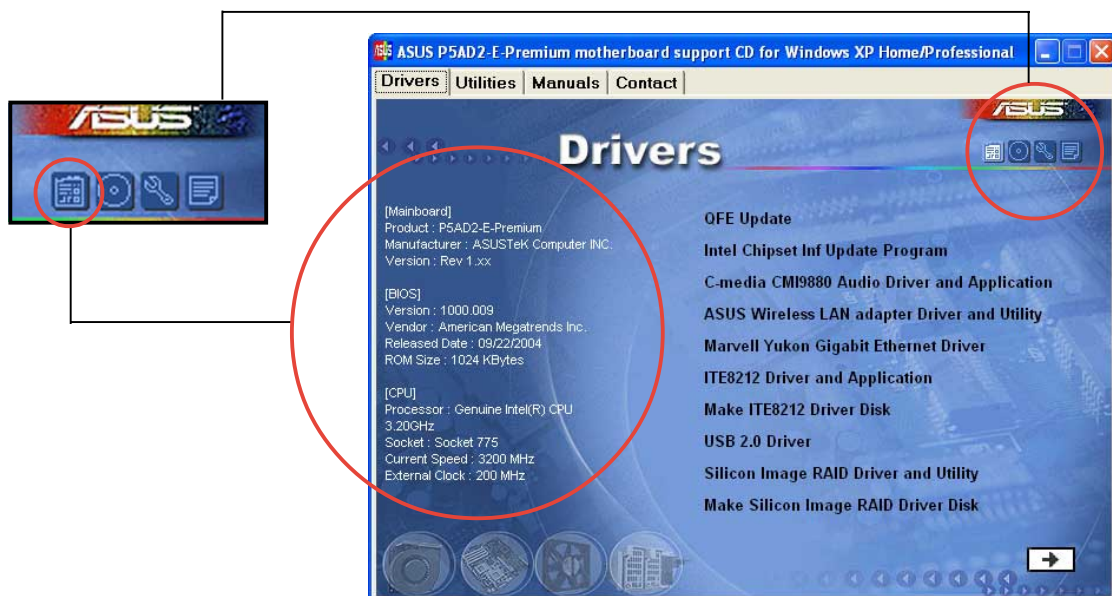 ASUS P5AD2-E-Premium motherboard support CD for Windows XP Home/Professional
Drivers Utilities Manuals Contact
ASUS
ASUS
Drivers
[Mainboard]
Product : P5AD2-E-Premium
Manufacturer : ASUSTeK Computer INC.
Version : Rev 1.xx
[BIOS]
Version : 1000.009
Vendor : American Megatrends Inc.
Released Date : 09/22/2004
ROM Size : 1024 KBytes
[CPU]
Processor : Genuine Intel(R) CPU
3.20GHz
Socket : Socket 775
Current Speed : 3200 MHz
External Clock : 200 MHz
QFE Update
Intel Chipset Inf Update Program
C-media CMI9880 Audio Driver and Application
ASUS Wireless LAN adapter Driver and Utility
Marvell Yukon Gigabit Ethernet Driver
ITE8212 Driver and Application
Make ITE8212 Driver Disk
USB 2.0 Driver
Silicon Image RAID Driver and Utility
Make Silicon Image RAID Driver Disk